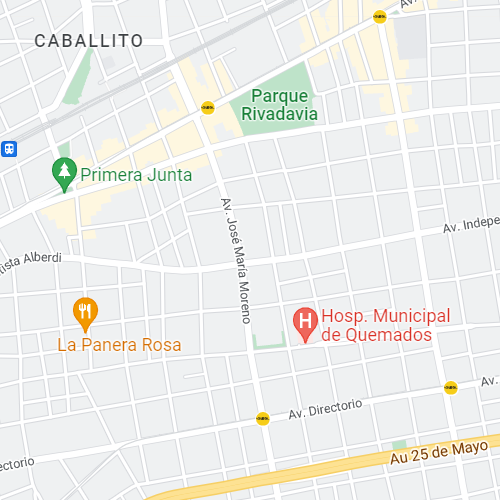 Av.
CABALLITO
Parque
Rivadavia
Primera Junta
Av. José María Moreno
Av. Indepe
tista Alberdi
Hosp. Municipal
de Quemados
La Panera Rosa
Av.
Av. Directorio
ectorio
Au 25 de Mayo